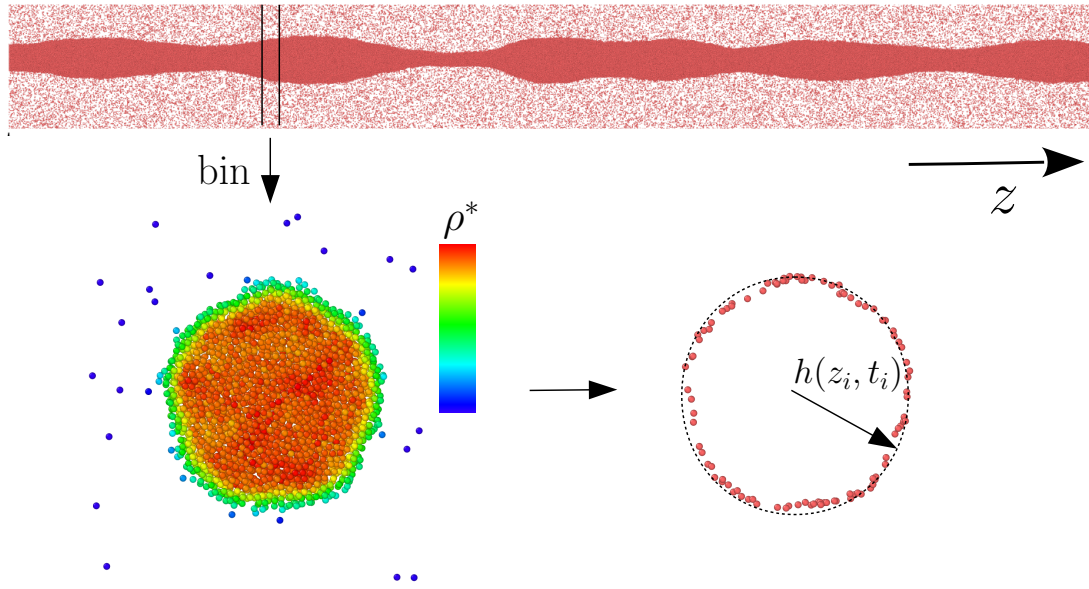 z
bin
ρ*
h(z_i, t_i)